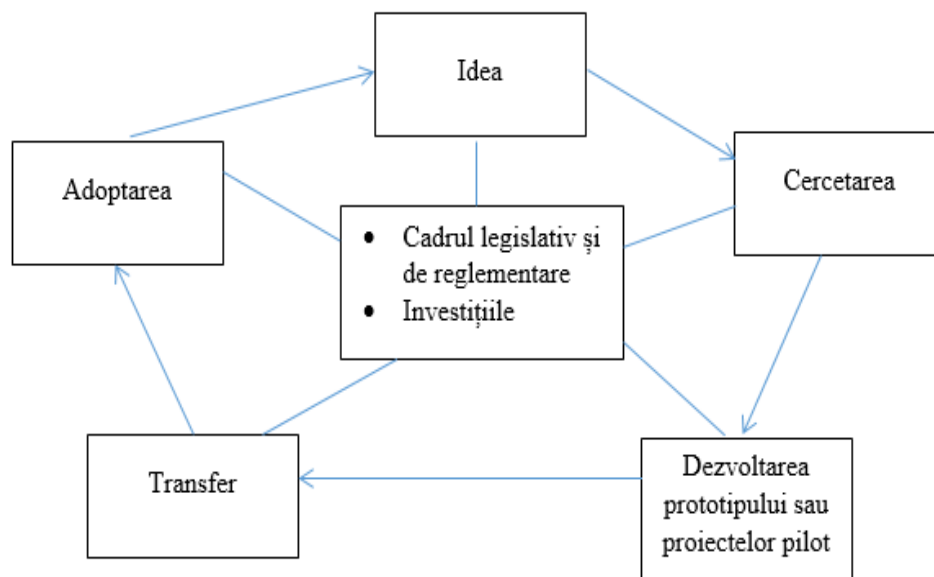 Idea
Cercetarea
Adoptarea
• Cadrul legislativ și
de reglementare
• Investițiile
Transfer
Dezvoltarea
prototipului sau
proiectelor pilot